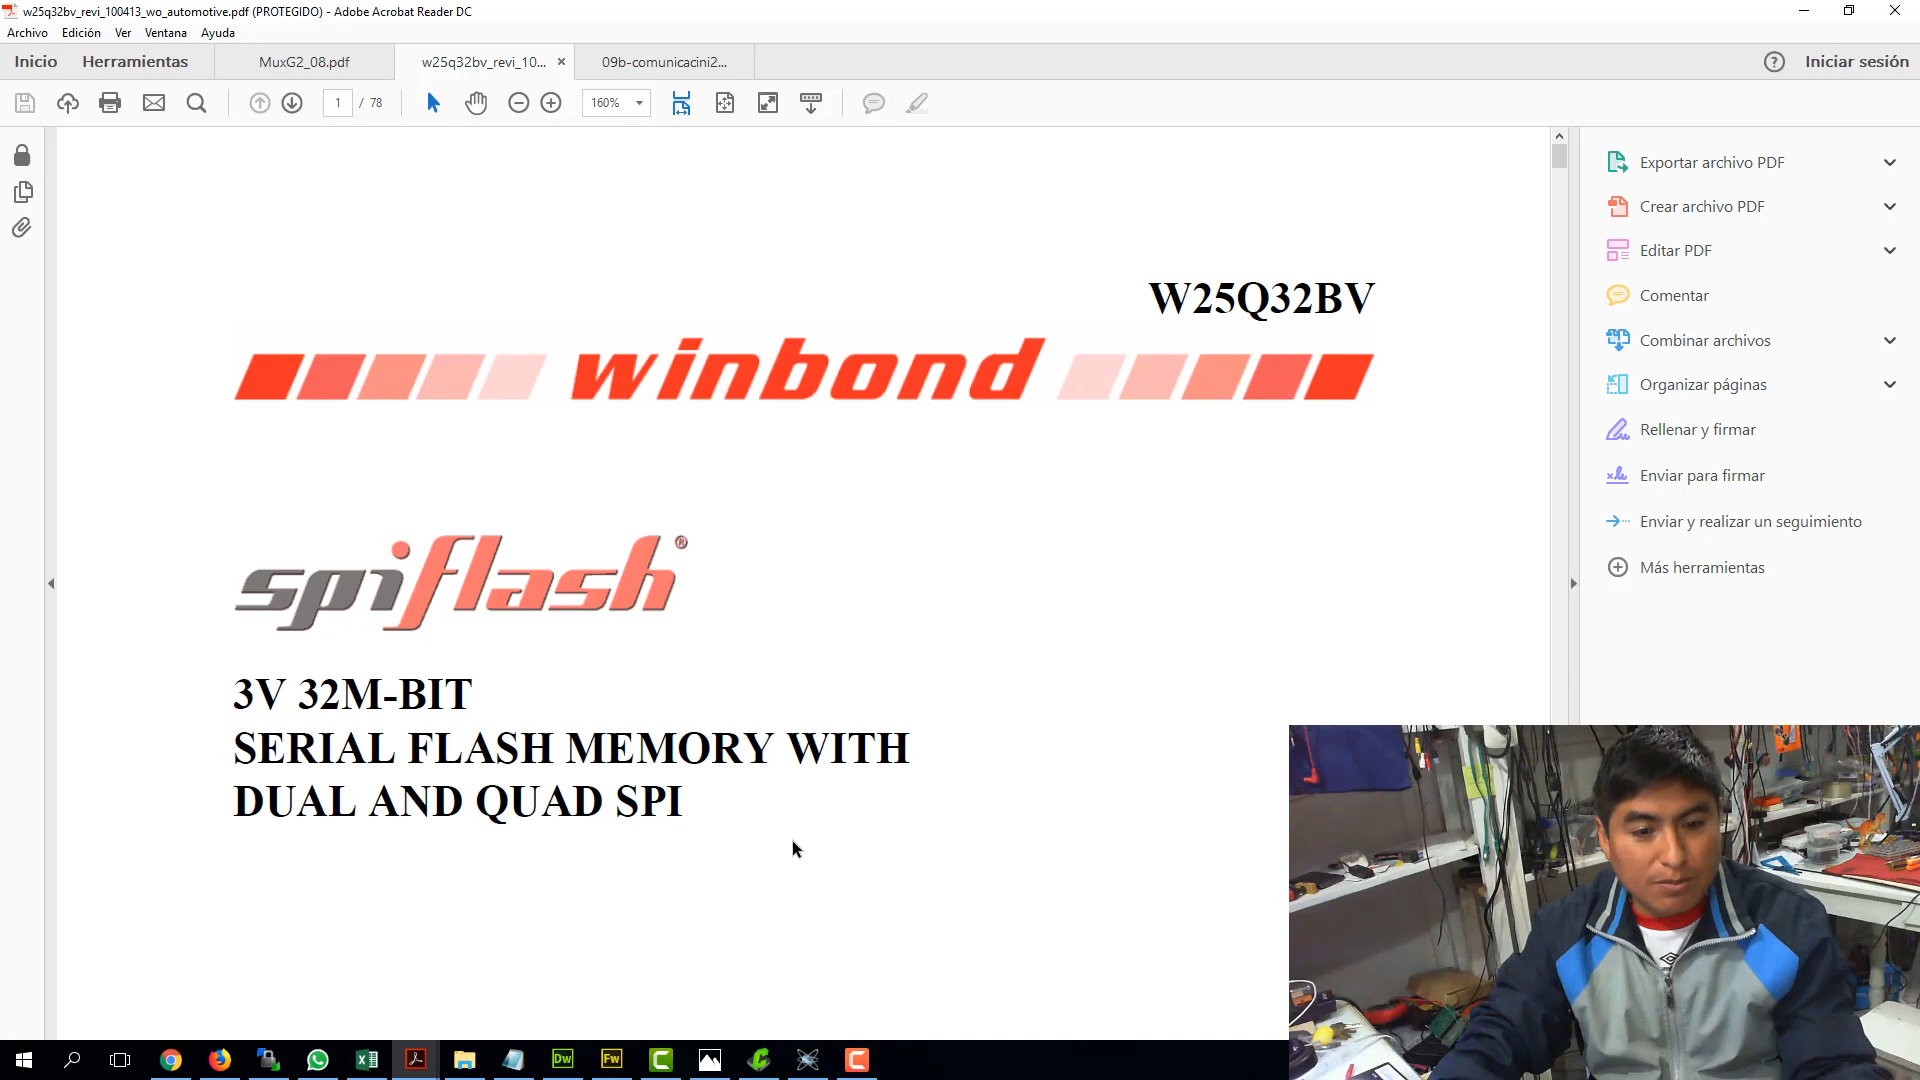 w25q32bv_revi_100413_wo_automotive.pdf (PROTEGIDO) - Adobe Acrobat Reader DC
Archivo Edición Ver Ventana Ayuda
Inicio Herramientas MuxG2_08.pdf w25q32bv_revi_10... × 09b-comunicacini2... ? Iniciar sesión
1 / 78 160%
Exportar archivo PDF
Crear archivo PDF
Editar PDF
Comentar
Combinar archivos
Organizar páginas
Rellenar y firmar
Enviar para firmar
Enviar y realizar un seguimiento
Más herramientas
W25Q32BV
winbond
spiflash®
3V 32M-BIT
SERIAL FLASH MEMORY WITH
DUAL AND QUAD SPI
Dw Fw C C